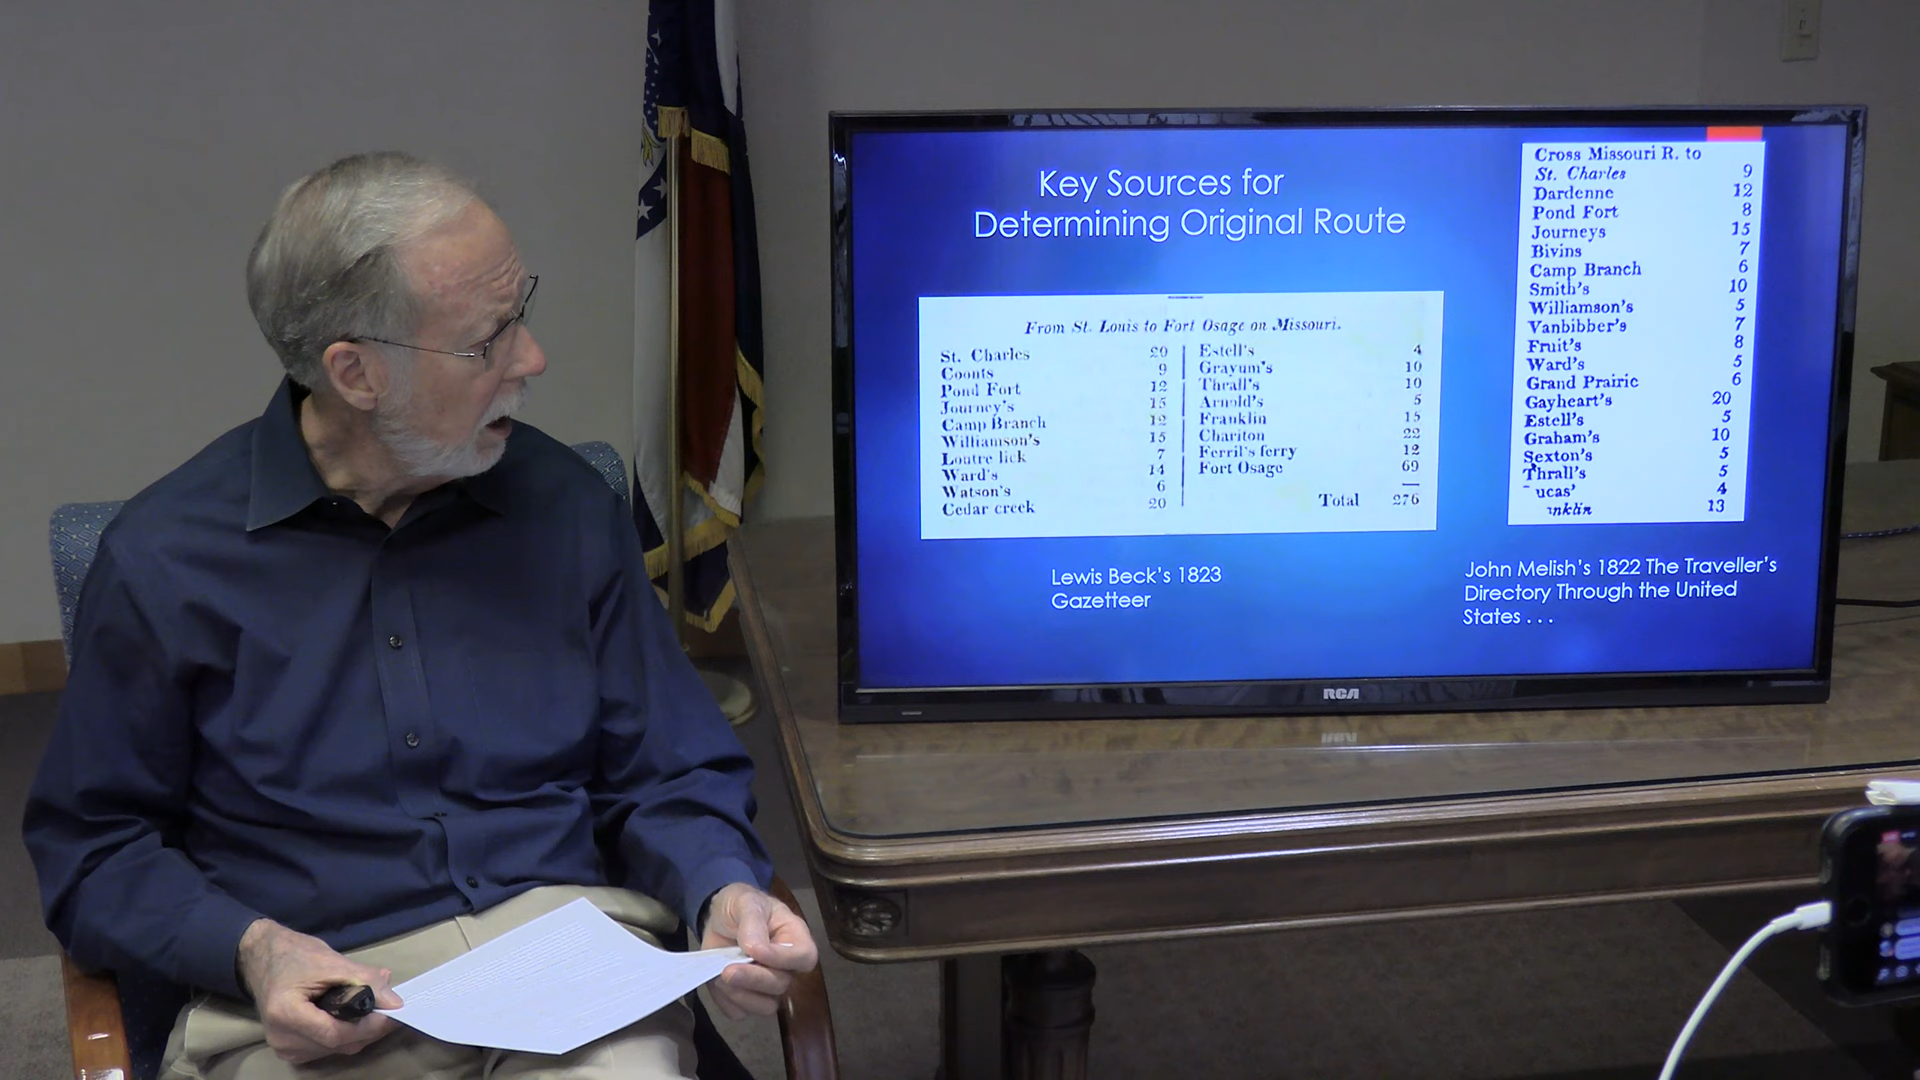 Key Sources for
Determining Original Route
From St. Louis to Fort Osage on Missouri.
St. Charles 20
Coonts 9
Pond Fort 12
Journey's 15
Camp Branch 12
Williamson's 15
Loutre lick 7
Ward's 14
Watson's 6
Cedar creek 20
Estell's 4
Grayum's 10
Thrall's 10
Arnold's 5
Franklin 15
Chariton 22
Ferril's ferry 12
Fort Osage 69
Total 276
Lewis Beck's 1823
Gazetteer
Cross Missouri R. to
St. Charles 9
Dardenne 12
Pond Fort 8
Journeys 15
Bivins 7
Camp Branch 6
Smith's 10
Williamson's 5
Vanbibber's 7
Fruit's 8
Ward's 5
Grand Prairie 6
Gayheart's 20
Estell's 5
Graham's 10
Sexton's 5
Thrall's 5
ucas' 4
nklin 13
John Melish's 1822 The Traveller's
Directory Through the United
States . . .
RCA